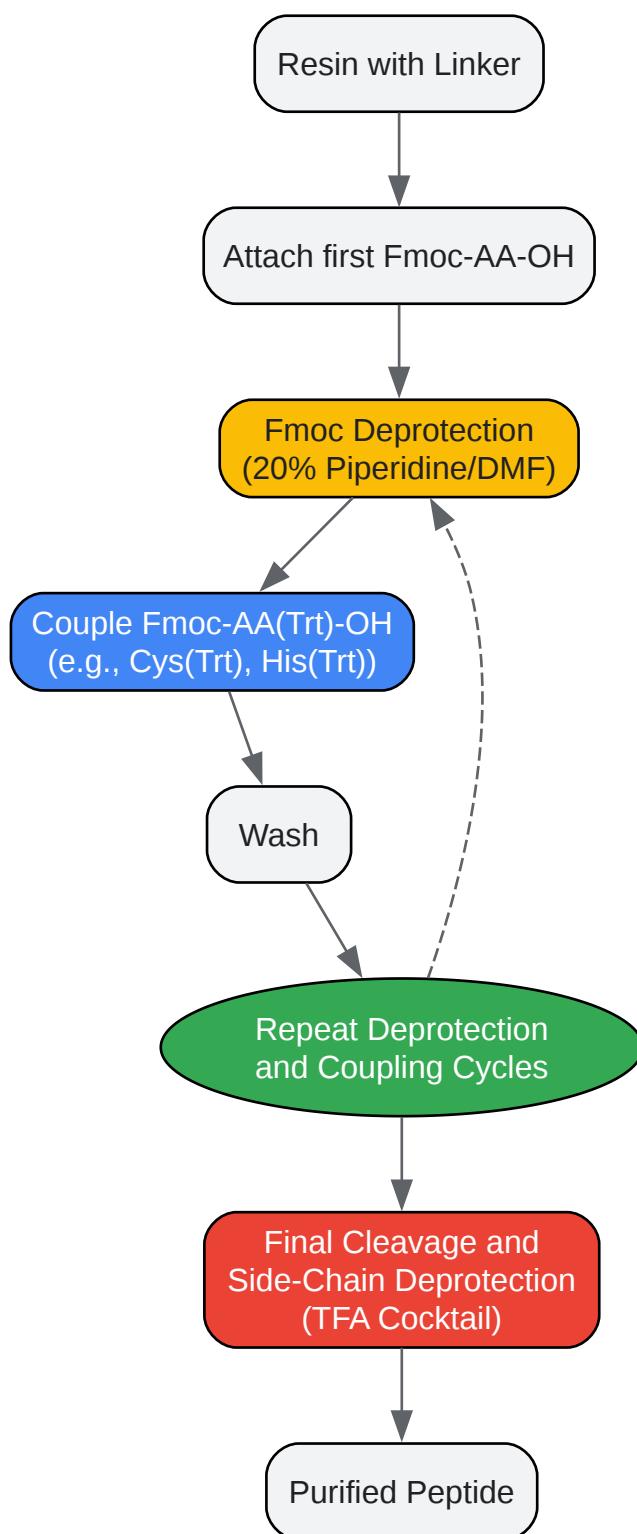 Resin with Linker
Attach first Fmoc-AA-OH
Fmoc Deprotection
(20% Piperidine/DMF)
Couple Fmoc-AA(Trt)-OH
(e.g., Cys(Trt), His(Trt))
Wash
Repeat Deprotection
and Coupling Cycles
Final Cleavage and
Side-Chain Deprotection
(TFA Cocktail)
Purified Peptide